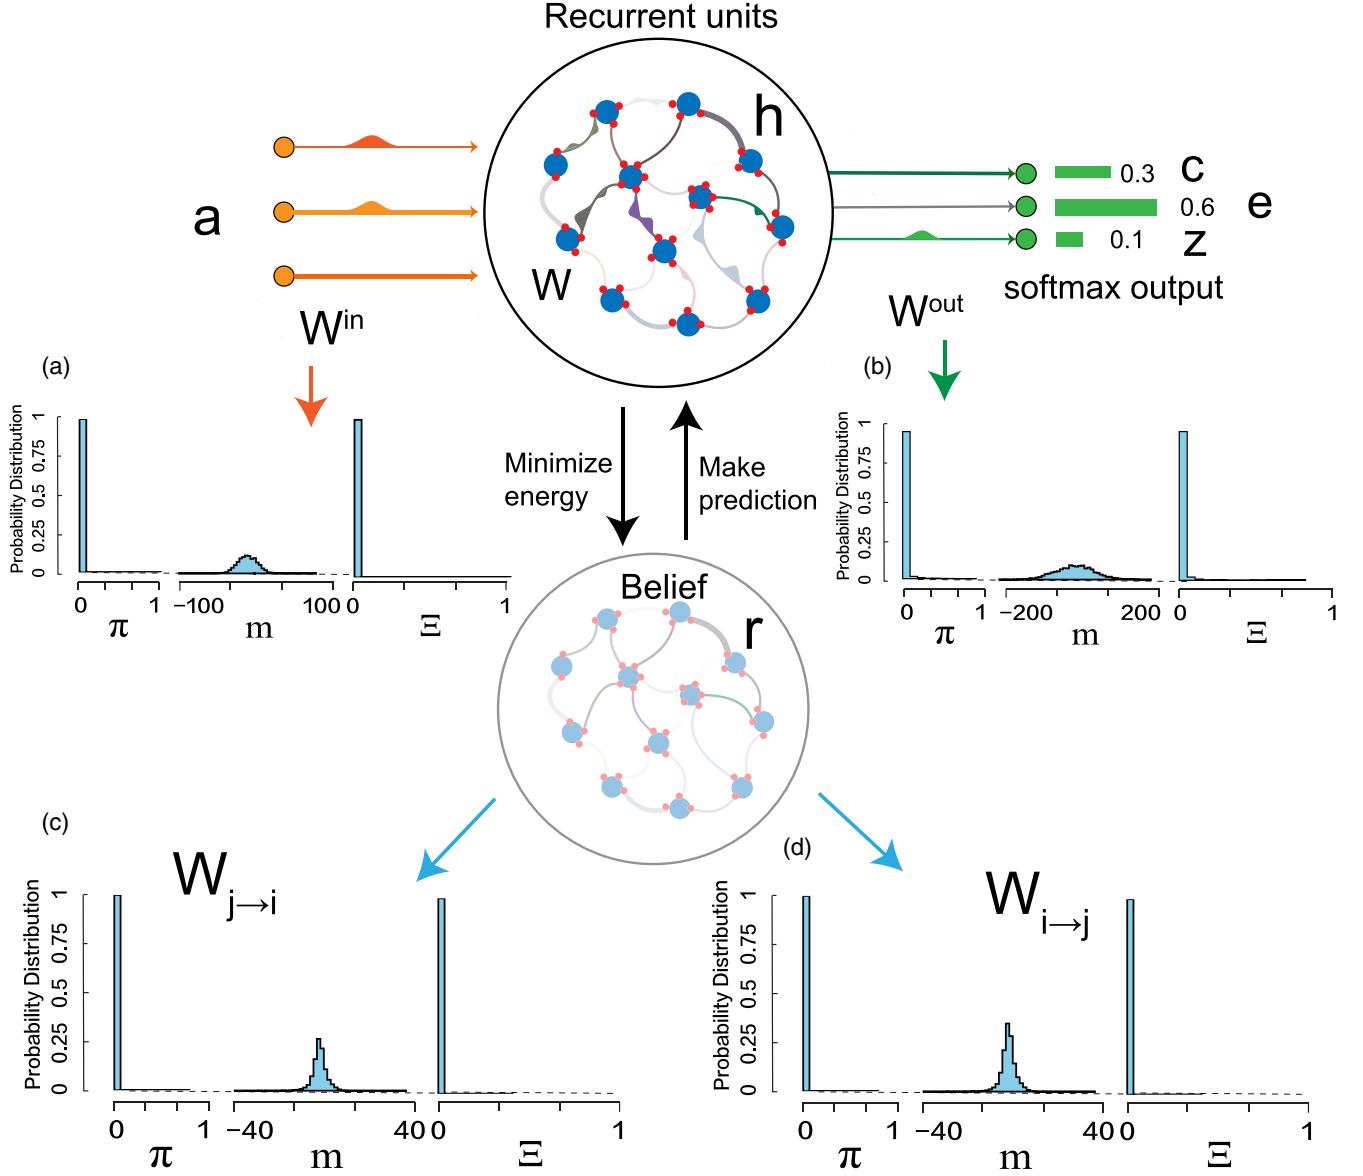 Recurrent units
h
w
a
W^in
0.3 c
0.6 e
0.1 z
softmax output
W^out
(a)
Probability Distribution
0 0.25 0.5 0.75 1
0 1
π
−100 100
m
0 1
Ξ
Minimize
energy
Make
prediction
(b)
Probability Distribution
0 0.25 0.5 0.75 1
0 1
π
−200 200
m
0 1
Ξ
Belief
r
(c)
W_j→i
Probability Distribution
0 0.25 0.5 0.75 1
0 1
π
−40 40
m
0 1
Ξ
(d)
W_i→j
Probability Distribution
0 0.25 0.5 0.75 1
0 1
π
−40 40
m
0 1
Ξ